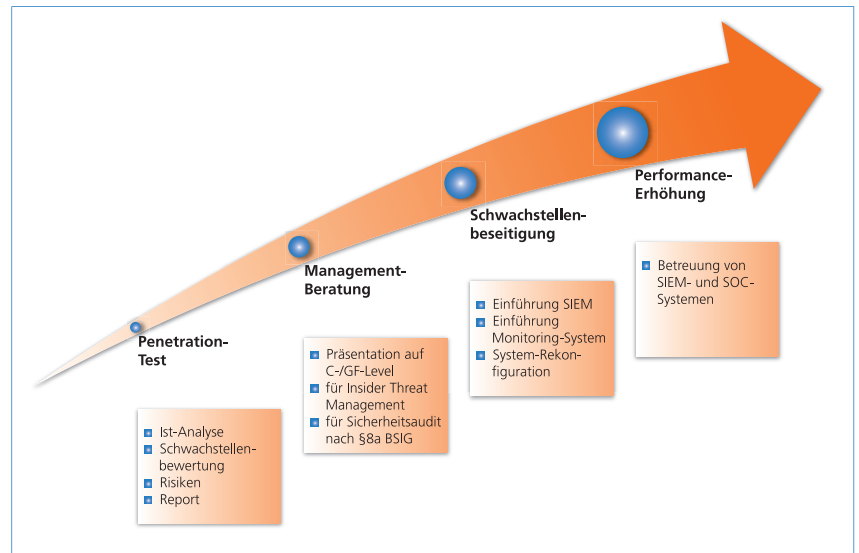 Penetration-
Test
Ist-Analyse
Schwachstellen-
bewertung
Risiken
Report
Management-
Beratung
Präsentation auf
C-/GF-Level
für Insider Threat
Management
für Sicherheitsaudit
nach §8a BSIG
Schwachstellen-
beseitigung
Einführung SIEM
Einführung
Monitoring-System
System-Rekon-
figuration
Performance-
Erhöhung
Betreuung von
SIEM- und SOC-
Systemen